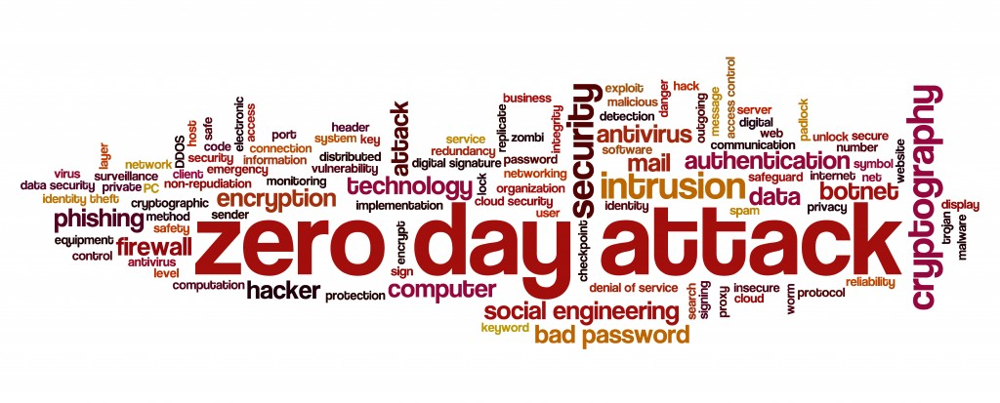 zero day attack
cryptography
security
intrusion
authentication
antivirus
technology
encryption
social engineering
bad password
computer
hacker
firewall
phishing
botnet
data
mail
attack
virus
layer
network
DDOS
host
safe
electronic
access
port
header
system
key
code
connection
security
information
distributed
surveillance
client
emergency
vulnerability
data security
private
PC
non-repudiation
monitoring
identity theft
cryptographic
method
sender
implementation
equipment
safety
control
antivirus
level
computation
protection
sign
encrypt
service
redundancy
digital signature
replicate
business
zombi
integrity
password
lock
networking
organization
cloud security
user
checkpoint
identity
exploit
malicious
detection
danger
hack
outgoing
message
access control
server
digital
web
communication
padlock
unlock
secure
number
software
symbol
website
safeguard
internet
net
spam
privacy
display
trojan
malware
reliability
denial of service
search
signing
proxy
insecure
cloud
worm
protocol
keyword